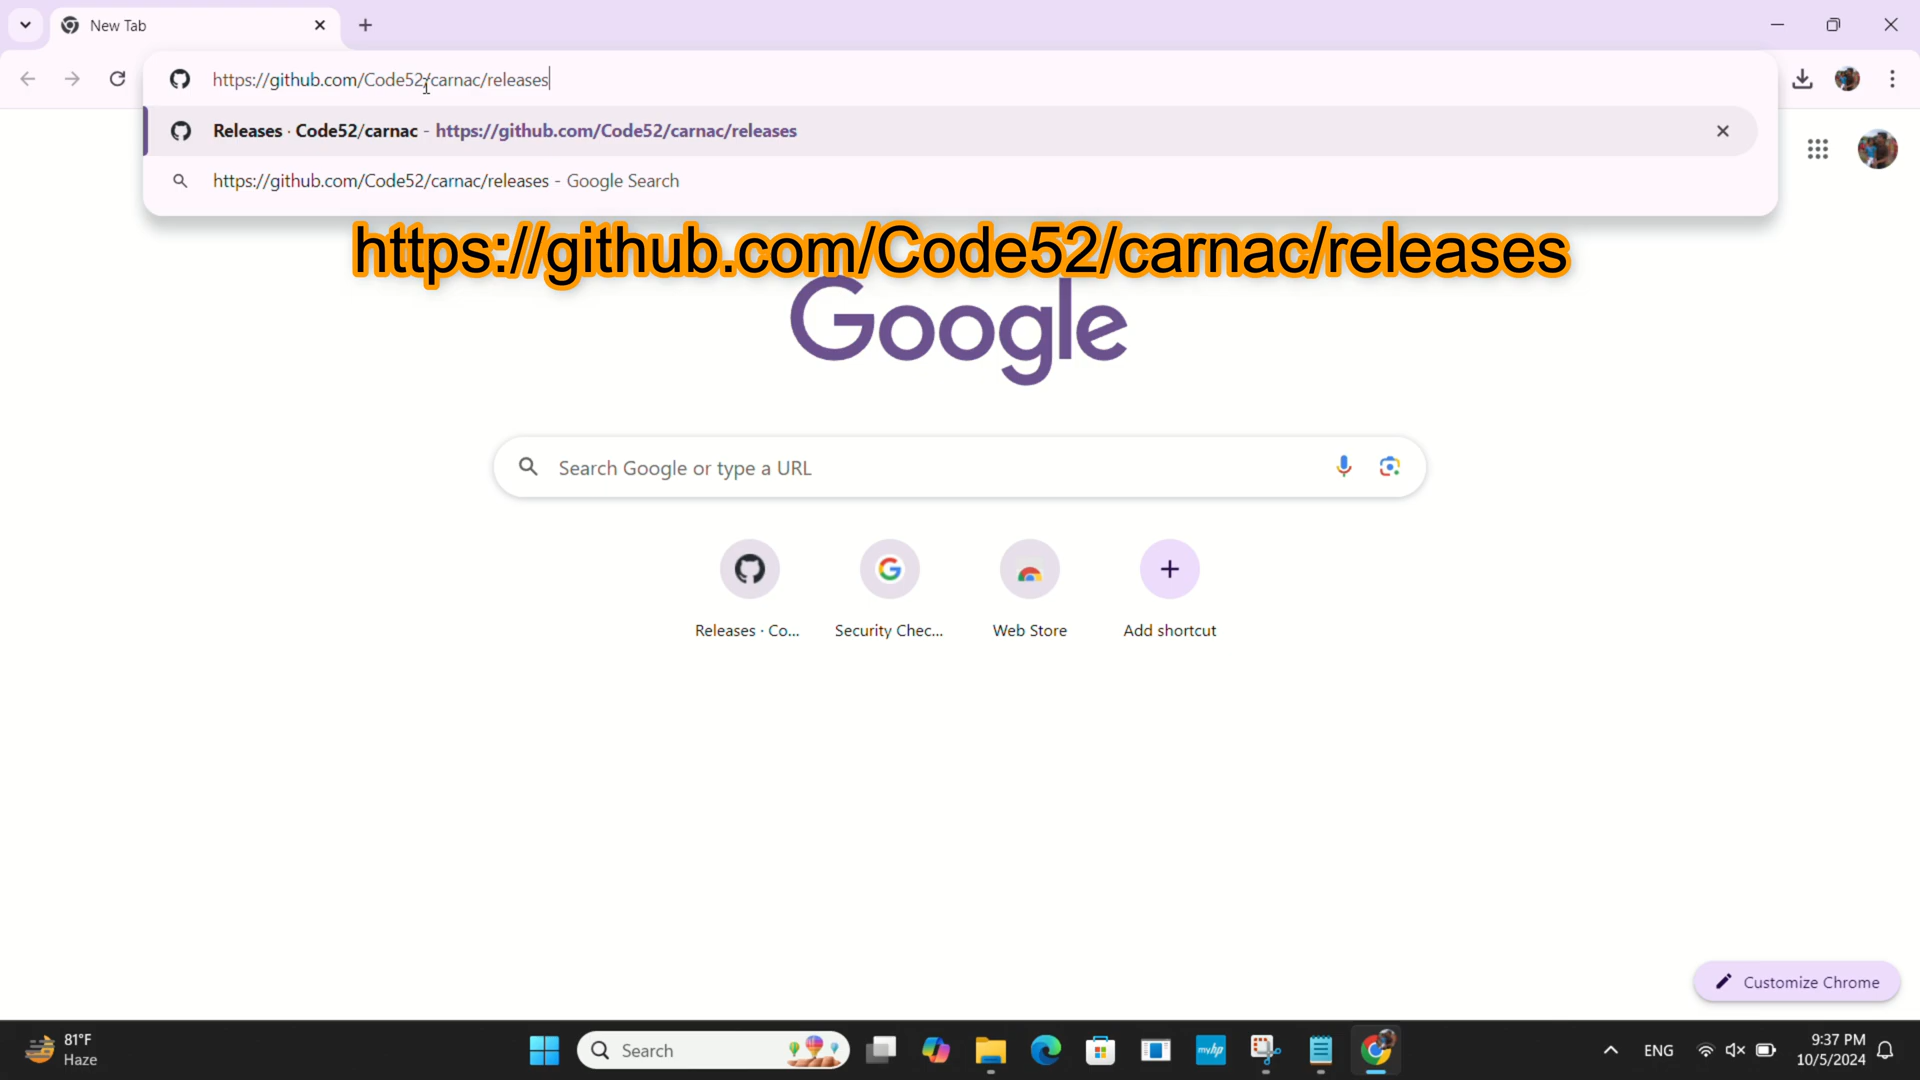 New Tab
https://github.com/Code52/carnac/releases
Releases · Code52/carnac - https://github.com/Code52/carnac/releases
https://github.com/Code52/carnac/releases - Google Search
https://github.com/Code52/carnac/releases
Google
Search Google or type a URL
Releases · Co...
Security Chec...
Web Store
Add shortcut
Customize Chrome
81°F
Haze
Search
myhp
ENG
9:37 PM
10/5/2024